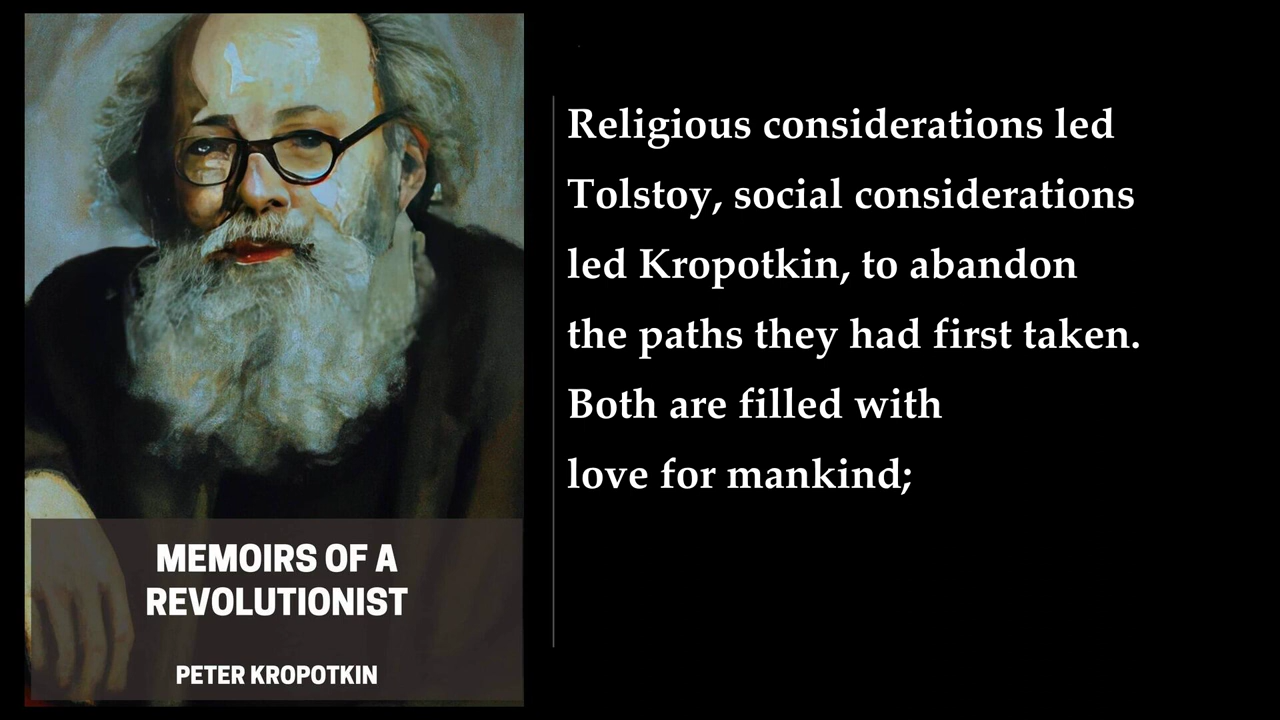 MEMOIRS OF A
REVOLUTIONIST
PETER KROPOTKIN
Religious considerations led
Tolstoy, social considerations
led Kropotkin, to abandon
the paths they had first taken.
Both are filled with
love for mankind;